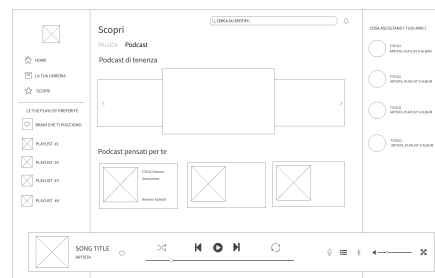 CERCA SU SPOTIFY...
COSA ASCOLTANO I TUOI AMICI
Scopri
Musica Podcast
Podcast di tenenza
HOME
LA TUA LIBRERIA
SCOPRI
LE TUE PLAYLIST PREFERITE
BRANI CHE TI PIACCIONO
PLAYLIST #1
PLAYLIST #2
PLAYLIST #3
PLAYLIST #4
TITOLO
ARTISTA, PLAYLIST O ALBUM
TITOLO
ARTISTA, PLAYLIST O ALBUM
TITOLO
ARTISTA, PLAYLIST O ALBUM
TITOLO
ARTISTA, PLAYLIST O ALBUM
Podcast pensati per te
TITOLO
Numero Episodi
SONG TITLE
ARTISTA